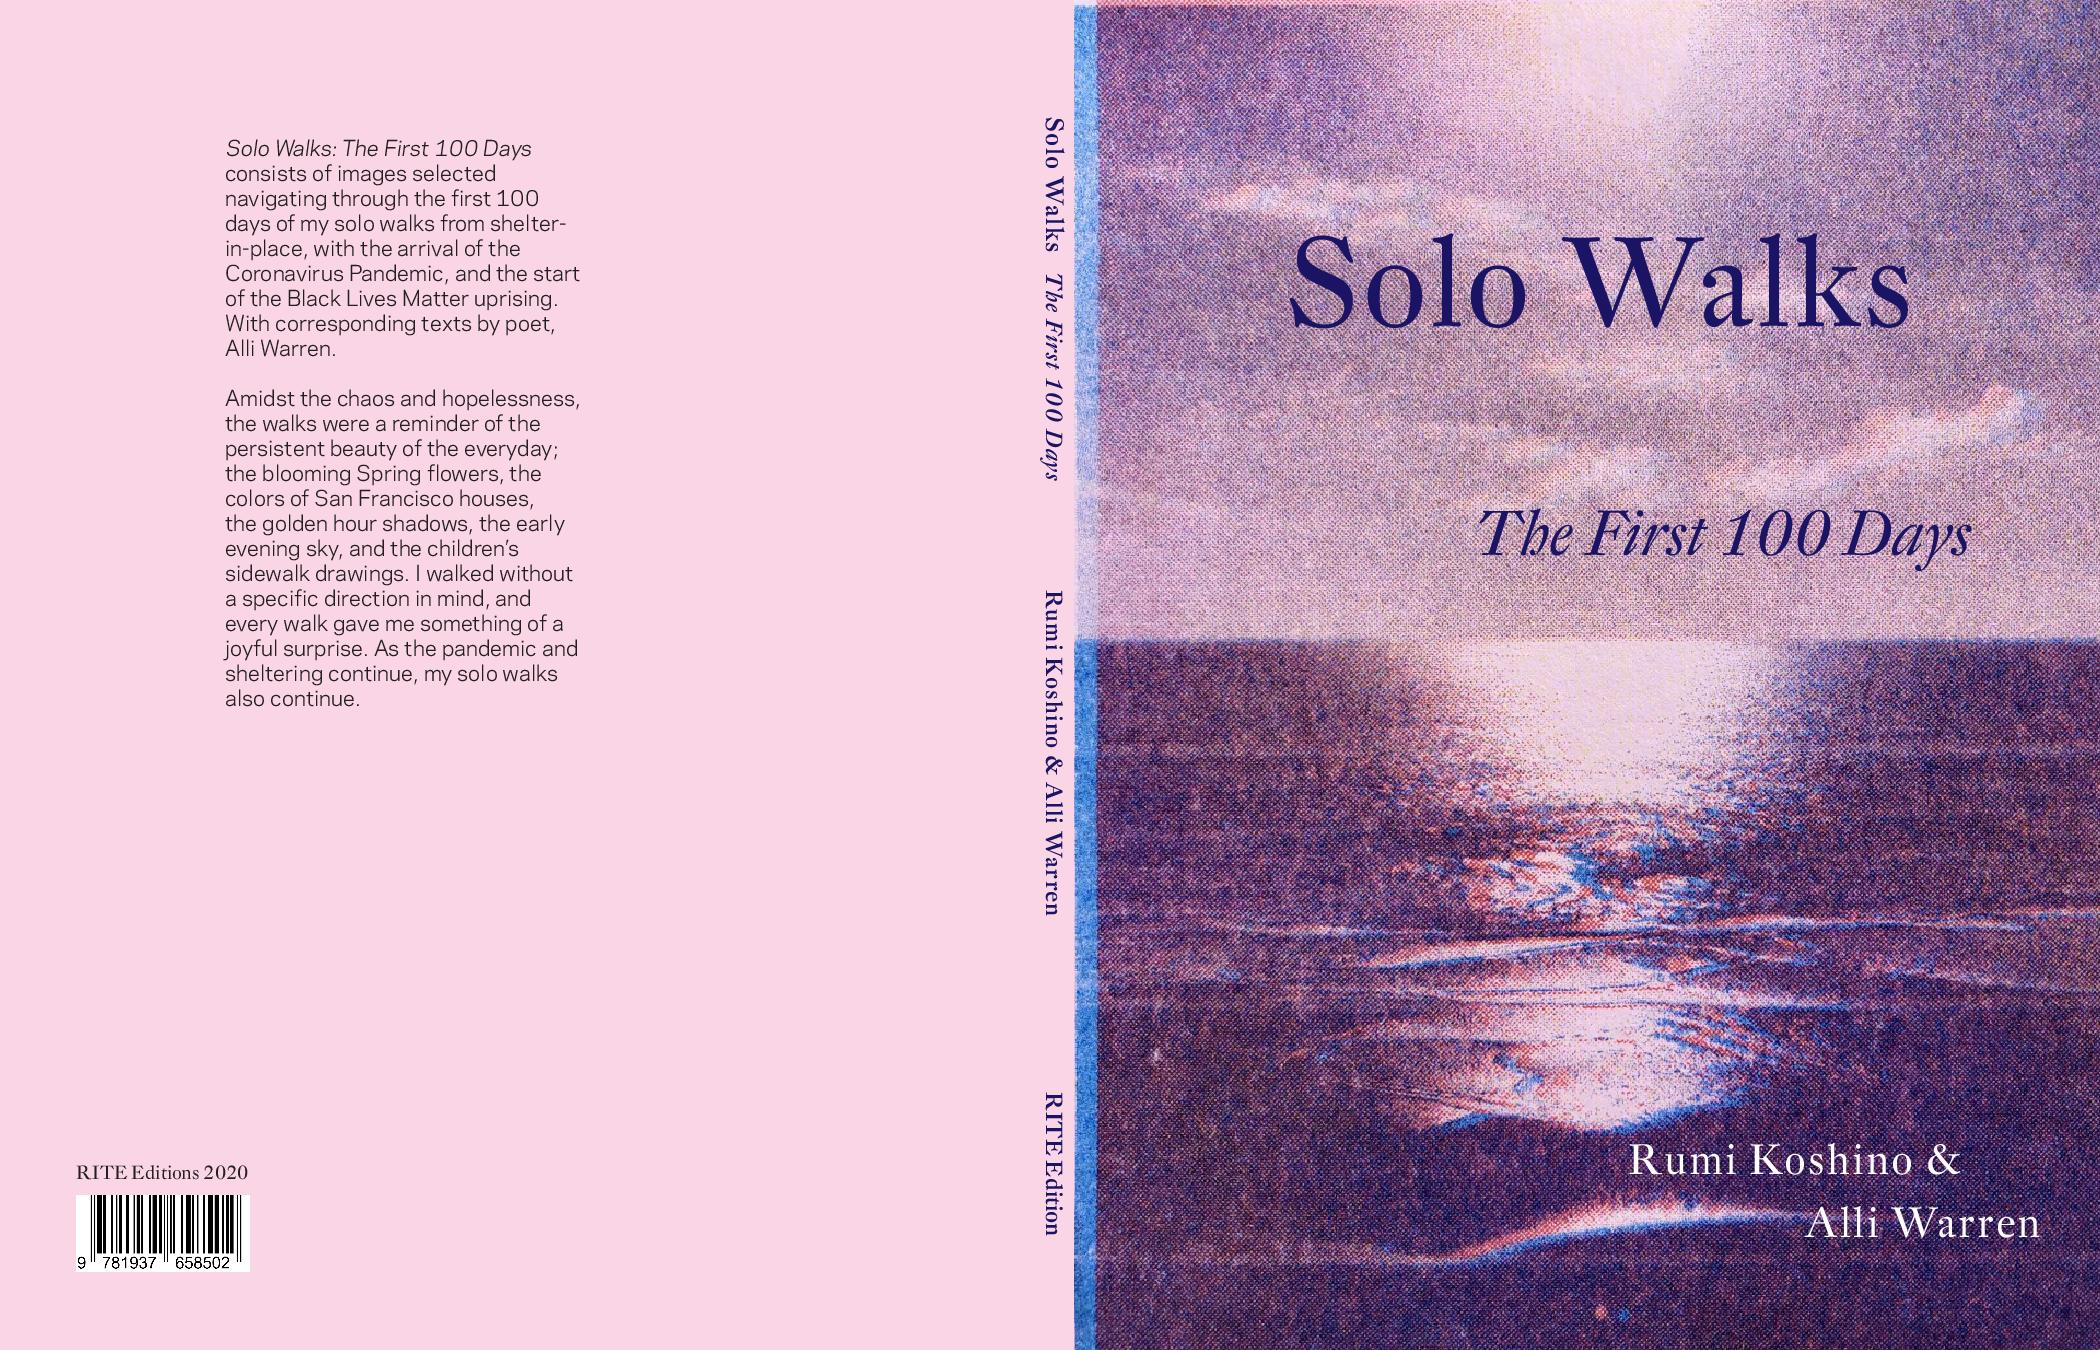 Solo Walks: The First 100 Days
consists of images selected
navigating through the first 100
days of my solo walks from shelter-
in-place, with the arrival of the
Coronavirus Pandemic, and the start
of the Black Lives Matter uprising.
With corresponding texts by poet,
Alli Warren.
Amidst the chaos and hopelessness,
the walks were a reminder of the
persistent beauty of the everyday;
the blooming Spring flowers, the
colors of San Francisco houses,
the golden hour shadows, the early
evening sky, and the children’s
sidewalk drawings. I walked without
a specific direction in mind, and
every walk gave me something of a
joyful surprise. As the pandemic and
sheltering continue, my solo walks
also continue.
RITE Editions 2020
9 781937 658502
Solo Walks The First 100 Days Rumi Koshino & Alli Warren RITE Edition
Solo Walks
The First 100 Days
Rumi Koshino &
Alli Warren